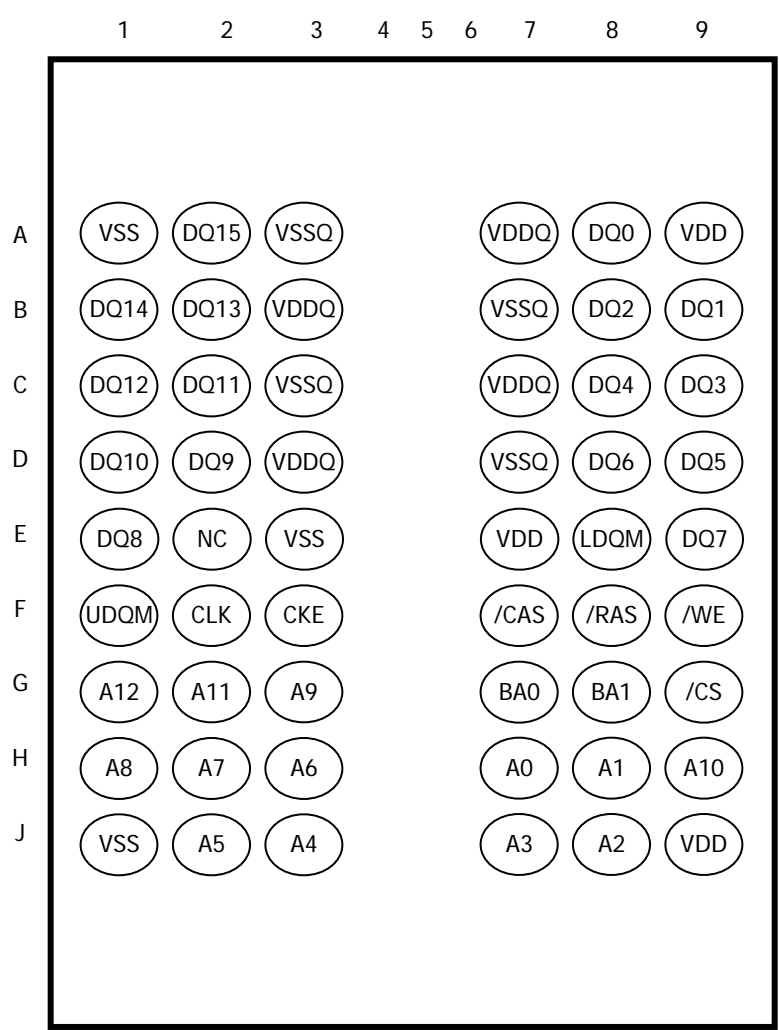 1 2 3 4 5 6 7 8 9
A VSS DQ15 VSSQ VDDQ DQ0 VDD
B DQ14 DQ13 VDDQ VSSQ DQ2 DQ1
C DQ12 DQ11 VSSQ VDDQ DQ4 DQ3
D DQ10 DQ9 VDDQ VSSQ DQ6 DQ5
E DQ8 NC VSS VDD LDQM DQ7
F UDQM CLK CKE /CAS /RAS /WE
G A12 A11 A9 BA0 BA1 /CS
H A8 A7 A6 A0 A1 A10
J VSS A5 A4 A3 A2 VDD